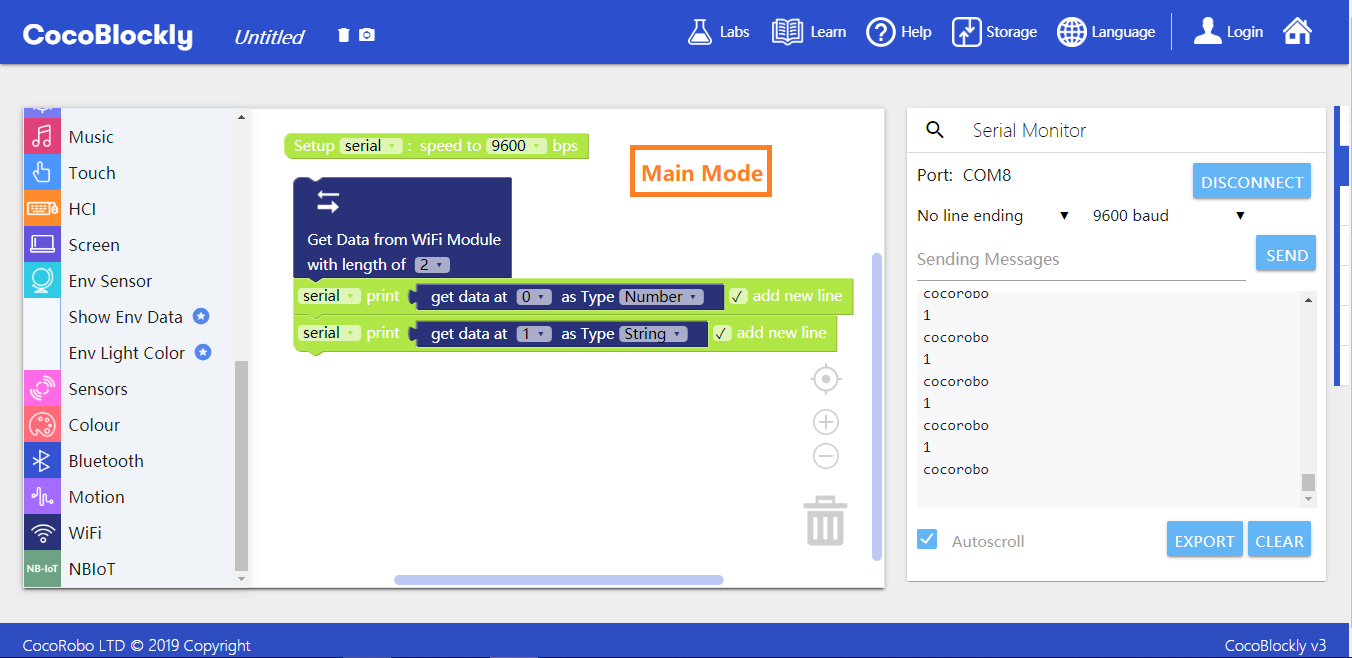 CocoBlockly Untitled Labs Learn Help Storage Language Login
Music
Touch
HCI
Screen
Env Sensor
Show Env Data
Env Light Color
Sensors
Colour
Bluetooth
Motion
NB-IoT
WiFi
NBIoT
Setup serial : speed to 9600 bps
Main Mode
Get Data from WiFi Module
with length of 2
serial print get data at 0 as Type Number ✓ add new line
serial print get data at 1 as Type String ✓ add new line
Serial Monitor
Port: COM8 DISCONNECT
No line ending 9600 baud
Sending Messages SEND
cocorobo
1
cocorobo
1
cocorobo
1
cocorobo
1
cocorobo
Autoscroll EXPORT CLEAR
CocoRobo LTD © 2019 Copyright CocoBlockly v3